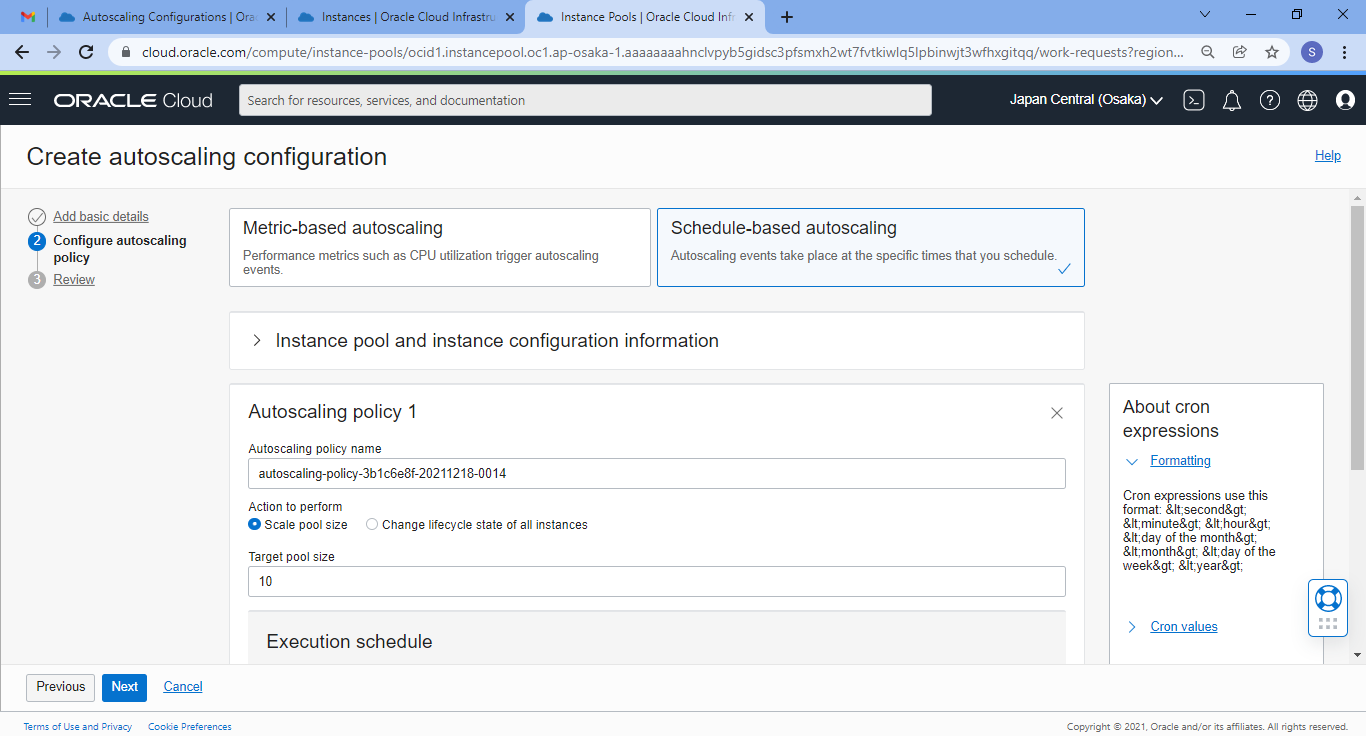 Autoscaling Configurations | Ora
Instances | Oracle Cloud Infrastru
Instance Pools | Oracle Cloud Infr
cloud.oracle.com/compute/instance-pools/ocid1.instancepool.oc1.ap-osaka-1.aaaaaaaahnclvpyb5gidsc3pfsmxh2wt7fvtkiwlq5lpbinwjt3wfhxgitqq/work-requests?region...
S
ORACLE Cloud
Search for resources, services, and documentation
Japan Central (Osaka)
Create autoscaling configuration
Help
Add basic details
2 Configure autoscaling
policy
3 Review
Metric-based autoscaling
Performance metrics such as CPU utilization trigger autoscaling
events.
Schedule-based autoscaling
Autoscaling events take place at the specific times that you schedule.
Instance pool and instance configuration information
Autoscaling policy 1
Autoscaling policy name
autoscaling-policy-3b1c6e8f-20211218-0014
Action to perform
Scale pool size
Change lifecycle state of all instances
Target pool size
10
Execution schedule
About cron
expressions
Formatting
Cron expressions use this
format: &lt;second&gt;
&lt;minute&gt; &lt;hour&gt;
&lt;day of the month&gt;
&lt;month&gt; &lt;day of the
week&gt; &lt;year&gt;
Cron values
Previous
Next
Cancel
Terms of Use and Privacy
Cookie Preferences
Copyright © 2021, Oracle and/or its affiliates. All rights reserved.